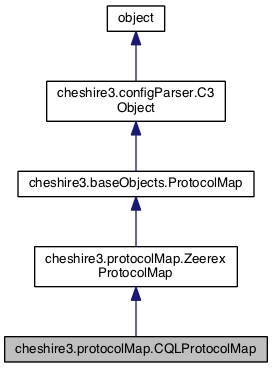 object
cheshire3.configParser.C3
Object
cheshire3.baseObjects.ProtocolMap
cheshire3.protocolMap.Zeerex
ProtocolMap
cheshire3.protocolMap.CQLProtocolMap